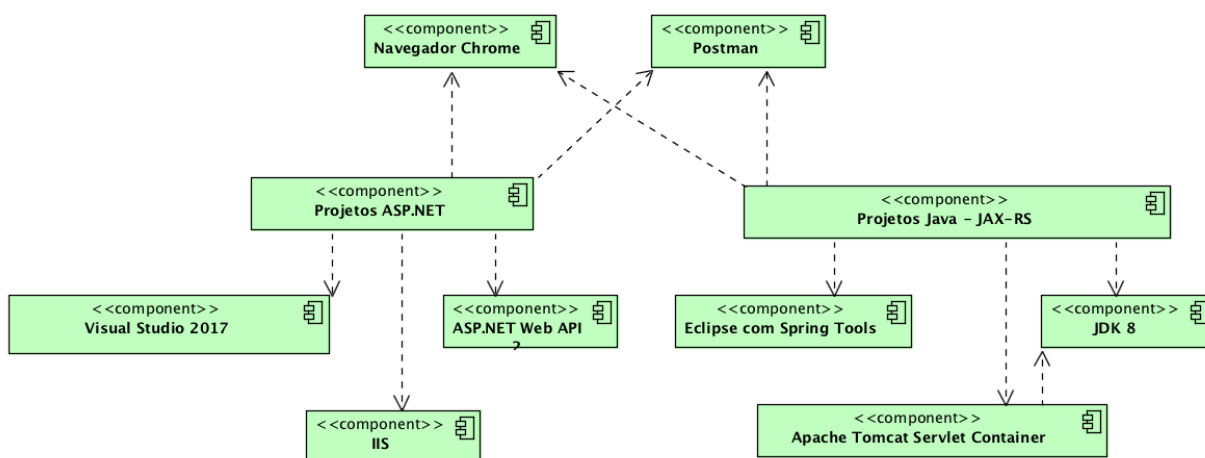 <<component>>
Navegador Chrome
<<component>>
Postman
<<component>>
Projetos ASP.NET
<<component>>
Projetos Java - JAX-RS
<<component>>
Visual Studio 2017
<<component>>
ASP.NET Web API
2
<<component>>
Eclipse com Spring Tools
<<component>>
JDK 8
<<component>>
IIS
<<component>>
Apache Tomcat Servlet Container